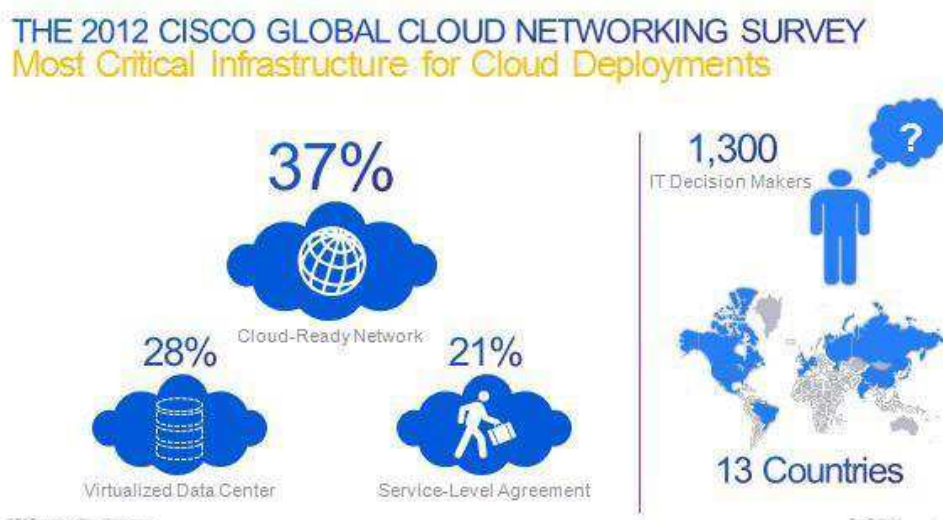 THE 2012 CISCO GLOBAL CLOUD NETWORKING SURVEY
Most Critical Infrastructure for Cloud Deployments
37%
Cloud-Ready Network
28%
Virtualized Data Center
21%
Service-Level Agreement
1,300
IT Decision Makers
?
13 Countries